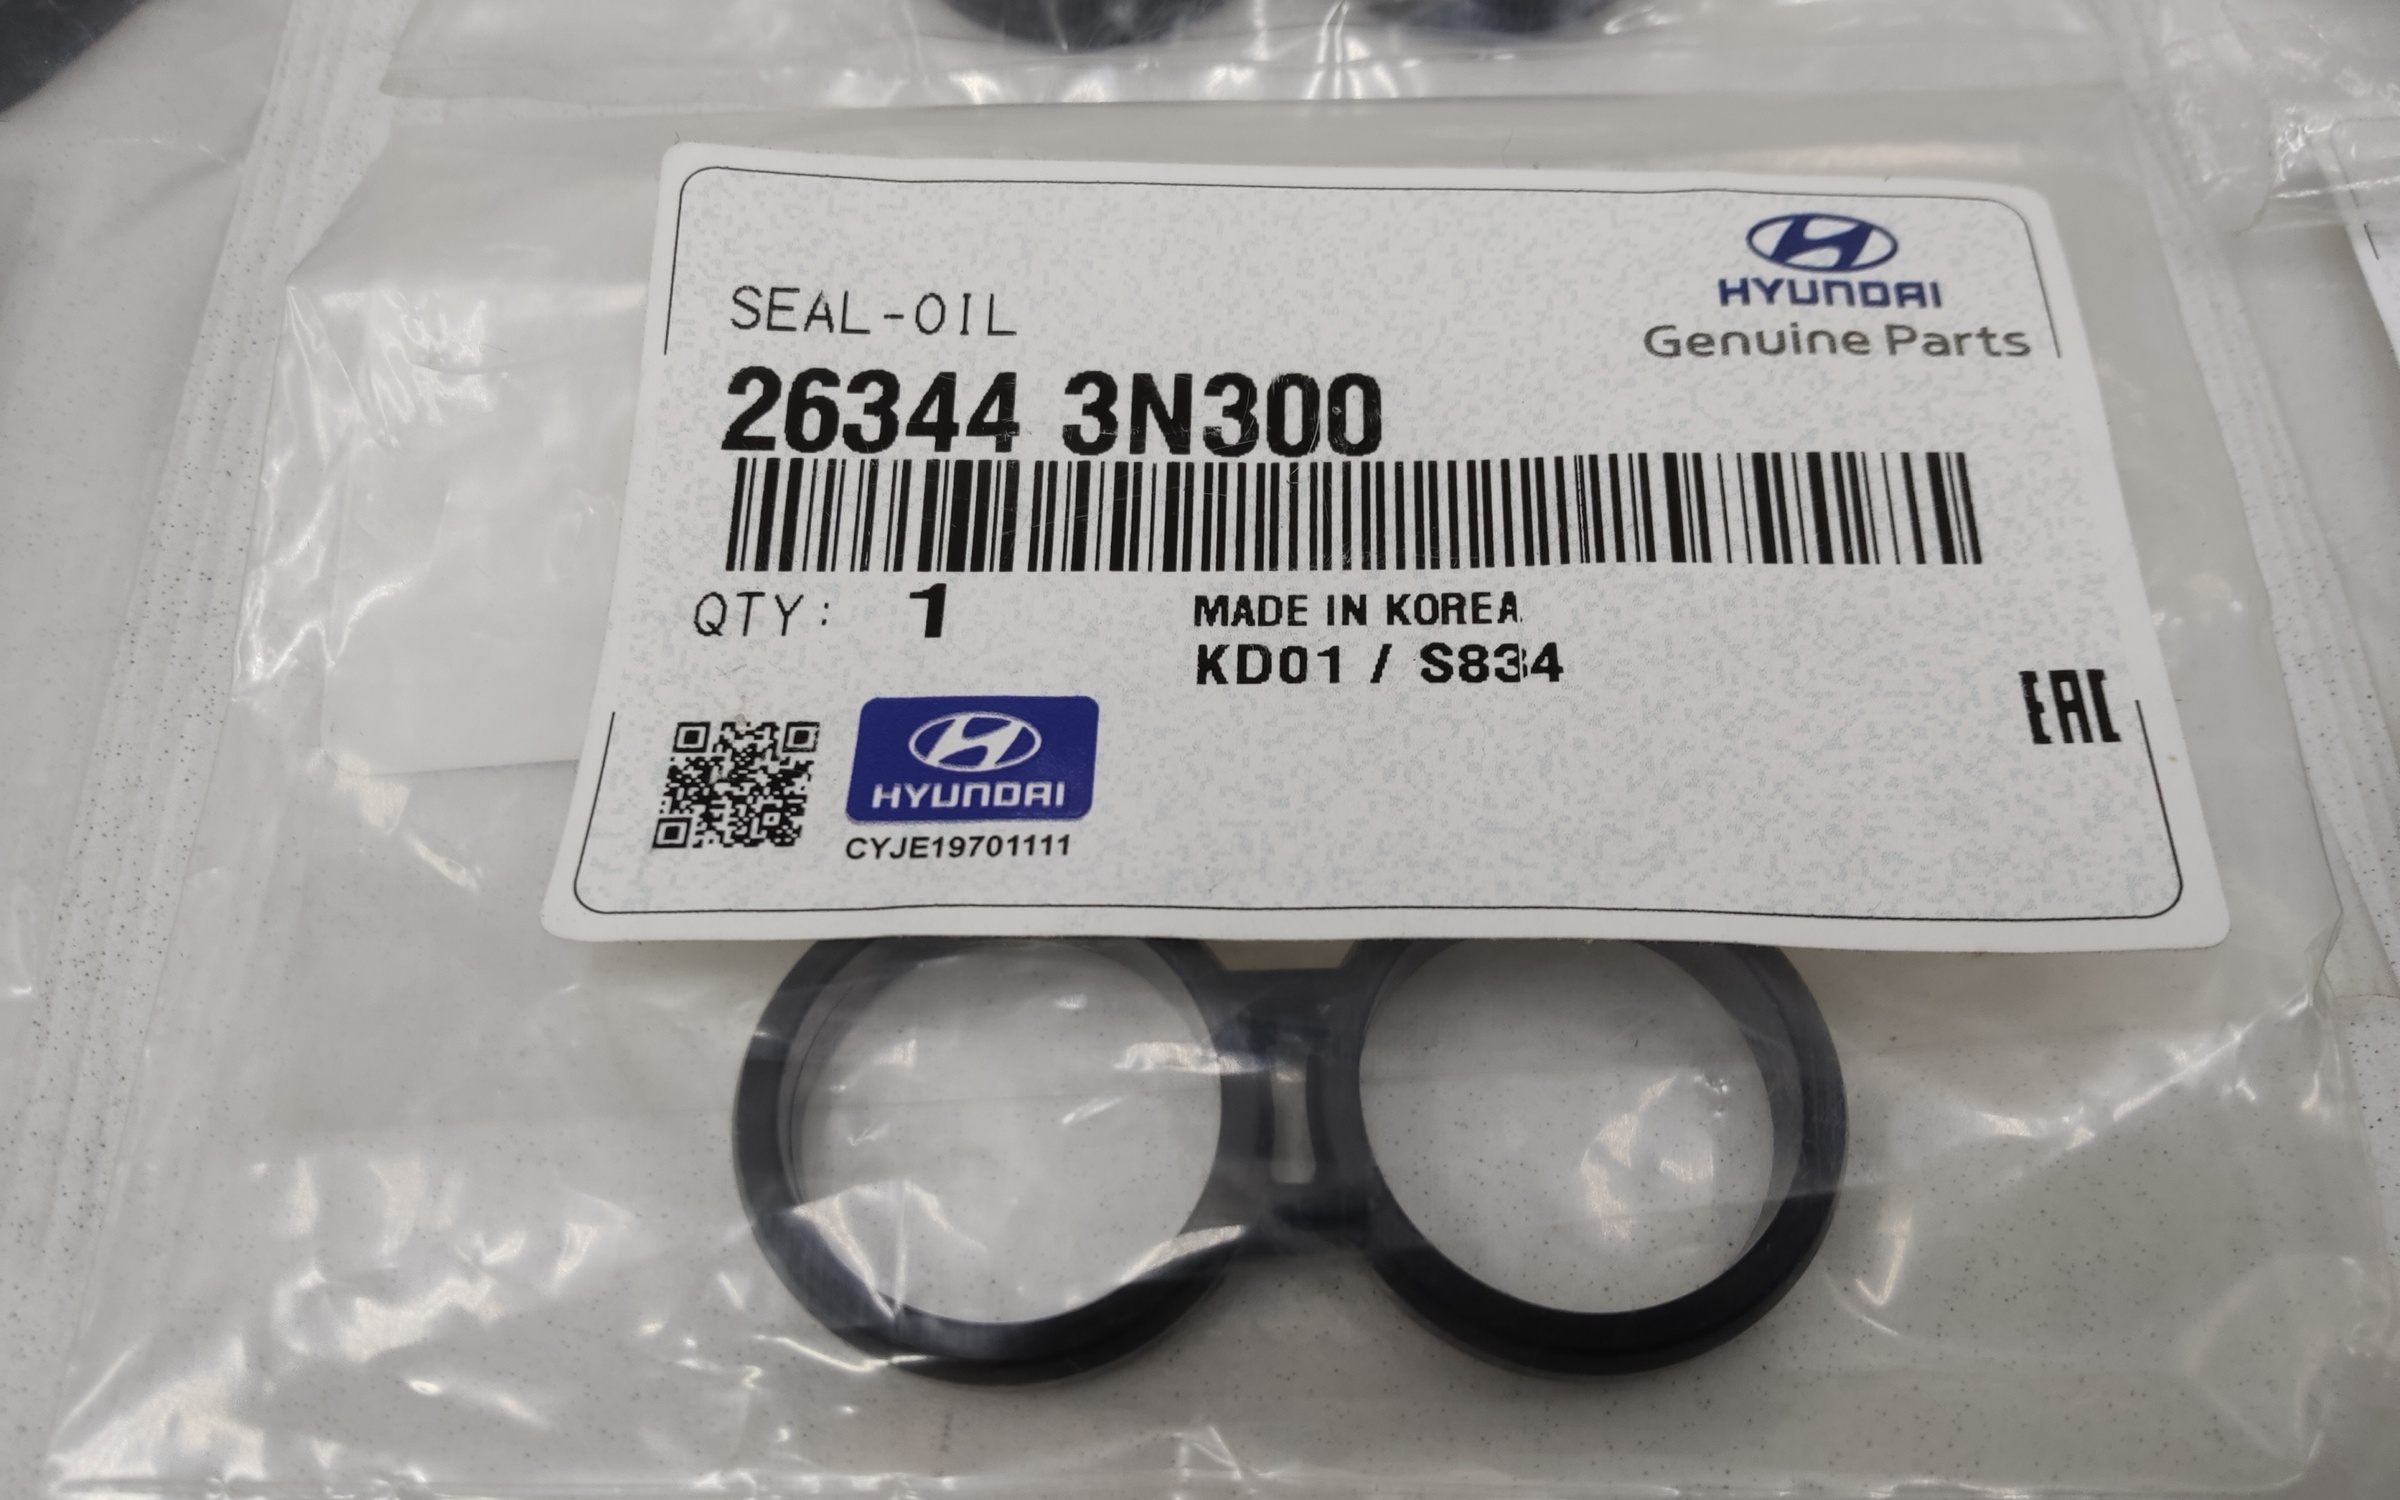 HYUNDAI
Genuine Parts
SEAL-OIL
26344 3N300
QTY: 1
MADE IN KOREA
KD01 / S834
EAC
HYUNDAI
CYJE19701111